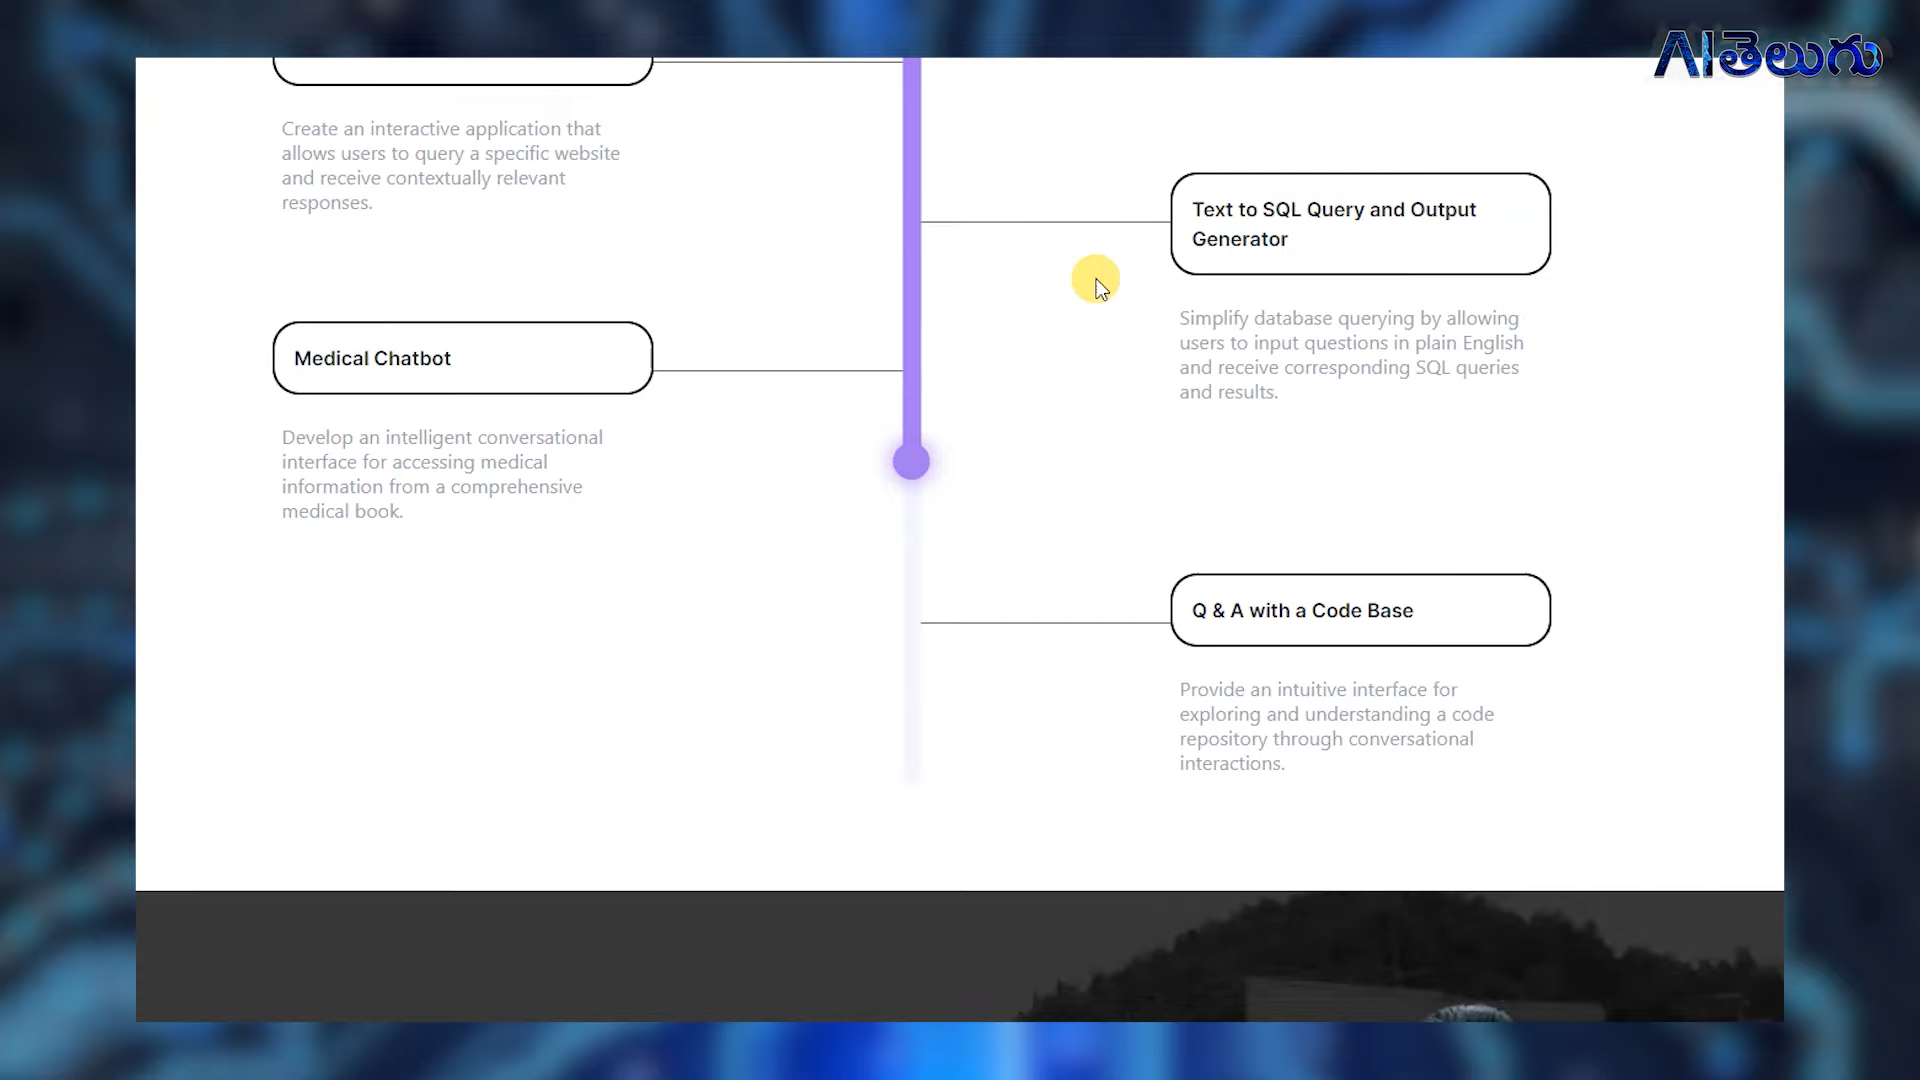 AIతెలుగు
Create an interactive application that
allows users to query a specific website
and receive contextually relevant
responses.
Text to SQL Query and Output
Generator
Simplify database querying by allowing
users to input questions in plain English
and receive corresponding SQL queries
and results.
Medical Chatbot
Develop an intelligent conversational
interface for accessing medical
information from a comprehensive
medical book.
Q & A with a Code Base
Provide an intuitive interface for
exploring and understanding a code
repository through conversational
interactions.